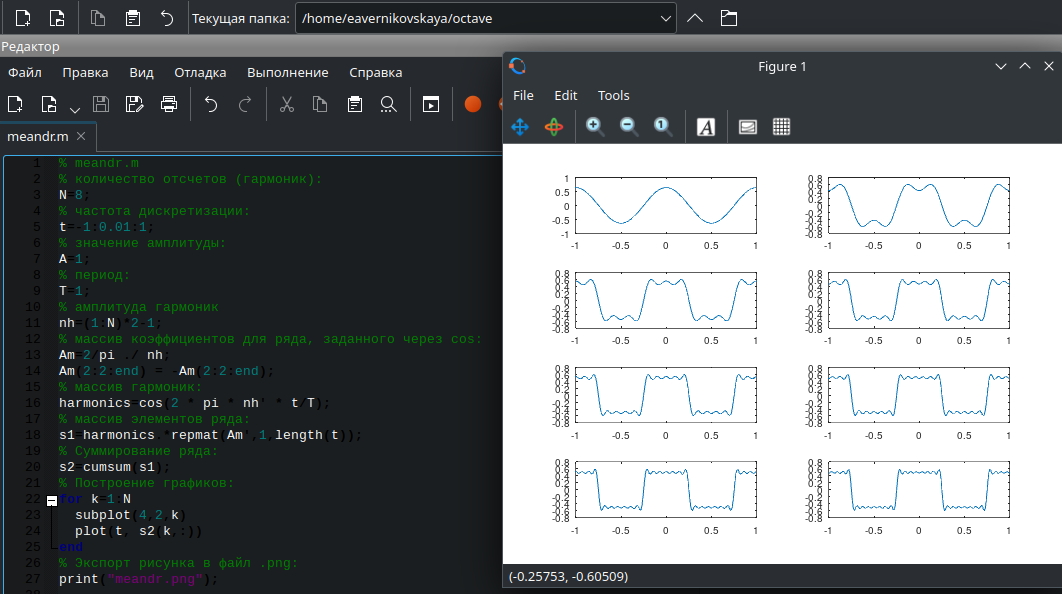 Текущая папка: /home/eavernikovskaya/octave
Редактор
Файл Правка Вид Отладка Выполнение Справка
meandr.m
1 % meandr.m
2 % количество отсчетов (гармоник):
3 N=8;
4 % частота дискретизации:
5 t=-1:0.01:1;
6 % значение амплитуды:
7 A=1;
8 % период:
9 T=1;
10 % амплитуда гармоник
11 nh=(1:N)*2-1;
12 % массив коэффициентов для ряда, заданного через cos:
13 Am=2/pi ./ nh;
14 Am(2:2:end) = -Am(2:2:end);
15 % массив гармоник:
16 harmonics=cos(2 * pi * nh' * t/T);
17 % массив элементов ряда:
18 s1=harmonics.*repmat(Am',1,length(t));
19 % Суммирование ряда:
20 s2=cumsum(s1);
21 % Построение графиков:
22 for k=1:N
23 subplot(4,2,k)
24 plot(t, s2(k,:))
25 end
26 % Экспорт рисунка в файл .png:
27 print("meandr.png");
Figure 1
File Edit Tools
1
0.5
0
-0.5
-1
-1 -0.5 0 0.5 1
0.8
0.6
0.4
0.2
0
-0.2
-0.4
-0.6
-0.8
-1 -0.5 0 0.5 1
0.8
0.6
0.4
0.2
0
-0.2
-0.4
-0.6
-0.8
-1 -0.5 0 0.5 1
0.8
0.6
0.4
0.2
0
-0.2
-0.4
-0.6
-0.8
-1 -0.5 0 0.5 1
0.8
0.6
0.4
0.2
0
-0.2
-0.4
-0.6
-0.8
-1 -0.5 0 0.5 1
0.8
0.6
0.4
0.2
0
-0.2
-0.4
-0.6
-0.8
-1 -0.5 0 0.5 1
0.8
0.6
0.4
0.2
0
-0.2
-0.4
-0.6
-0.8
-1 -0.5 0 0.5 1
0.8
0.6
0.4
0.2
0
-0.2
-0.4
-0.6
-0.8
-1 -0.5 0 0.5 1
(-0.25753, -0.60509)